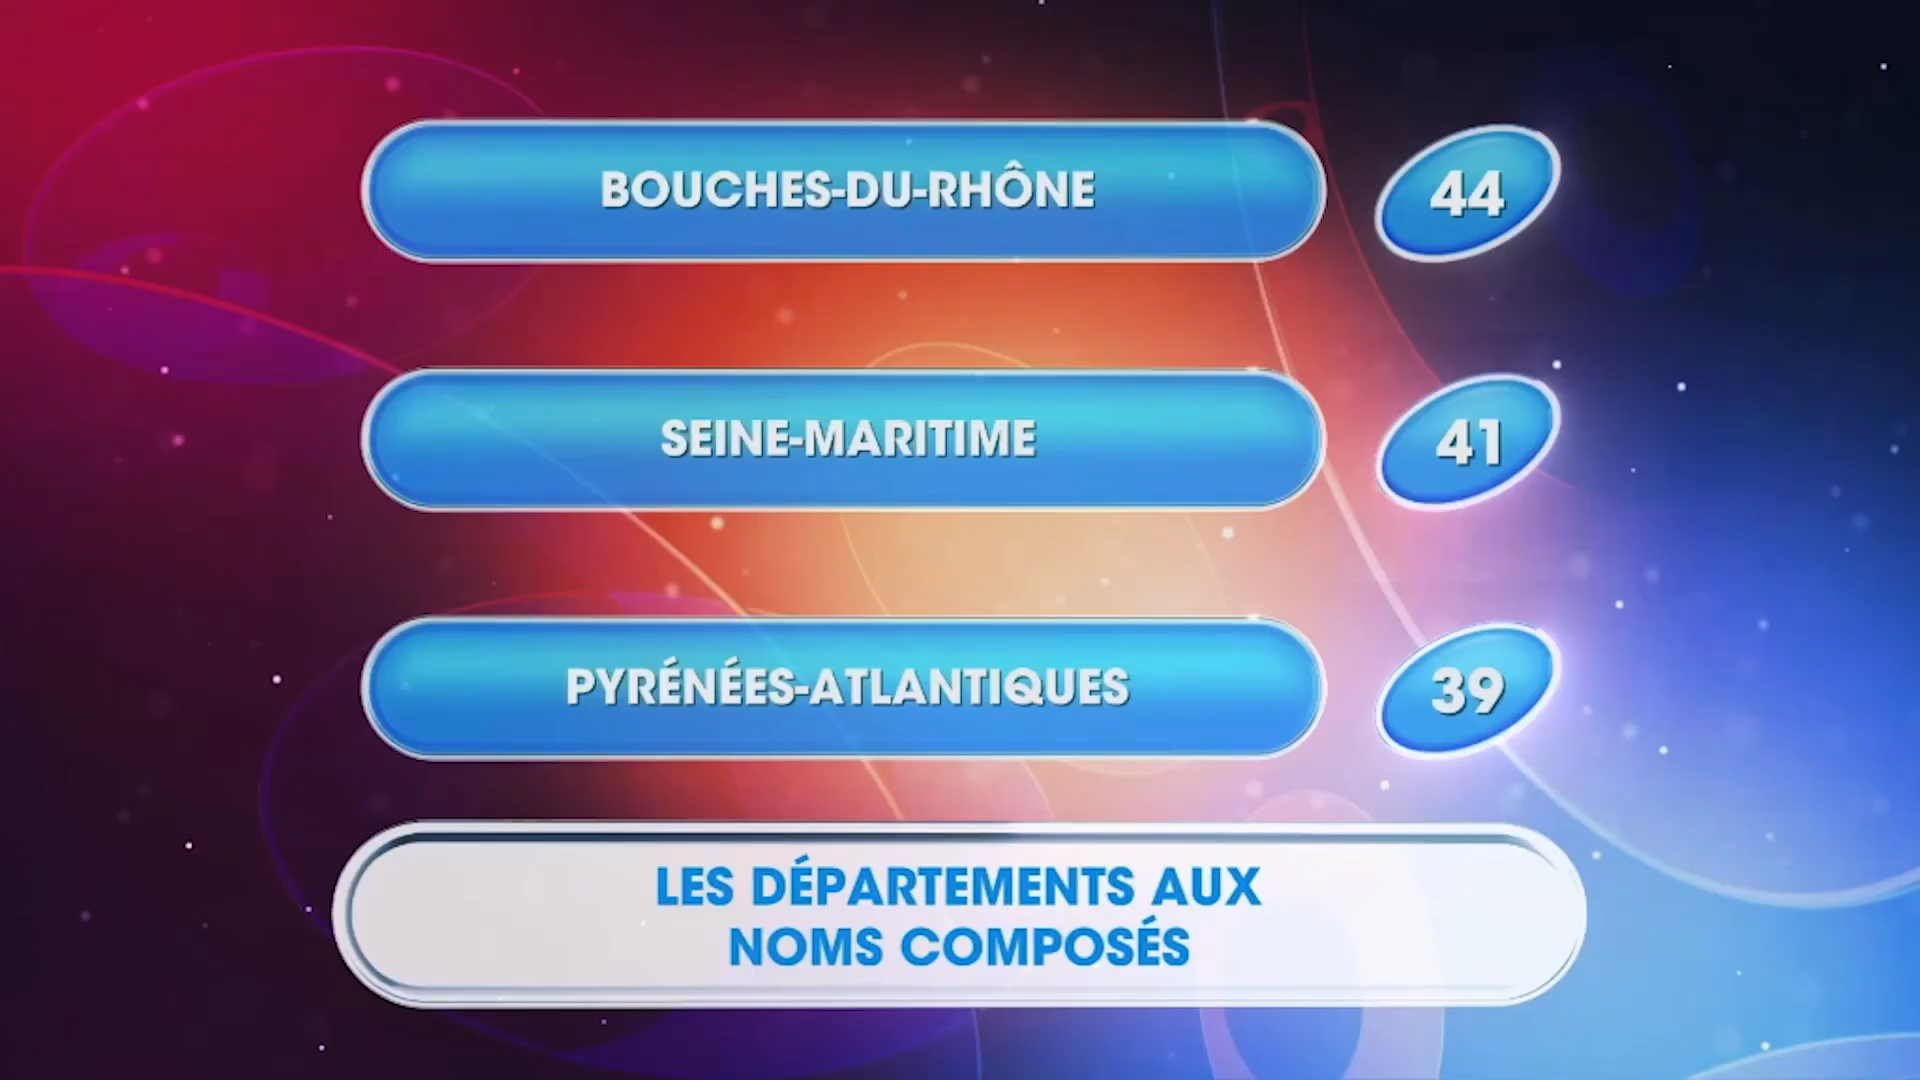 BOUCHES-DU-RHÔNE 44
SEINE-MARITIME 41
PYRÉNÉES-ATLANTIQUES 39
LES DÉPARTEMENTS AUX
NOMS COMPOSÉS